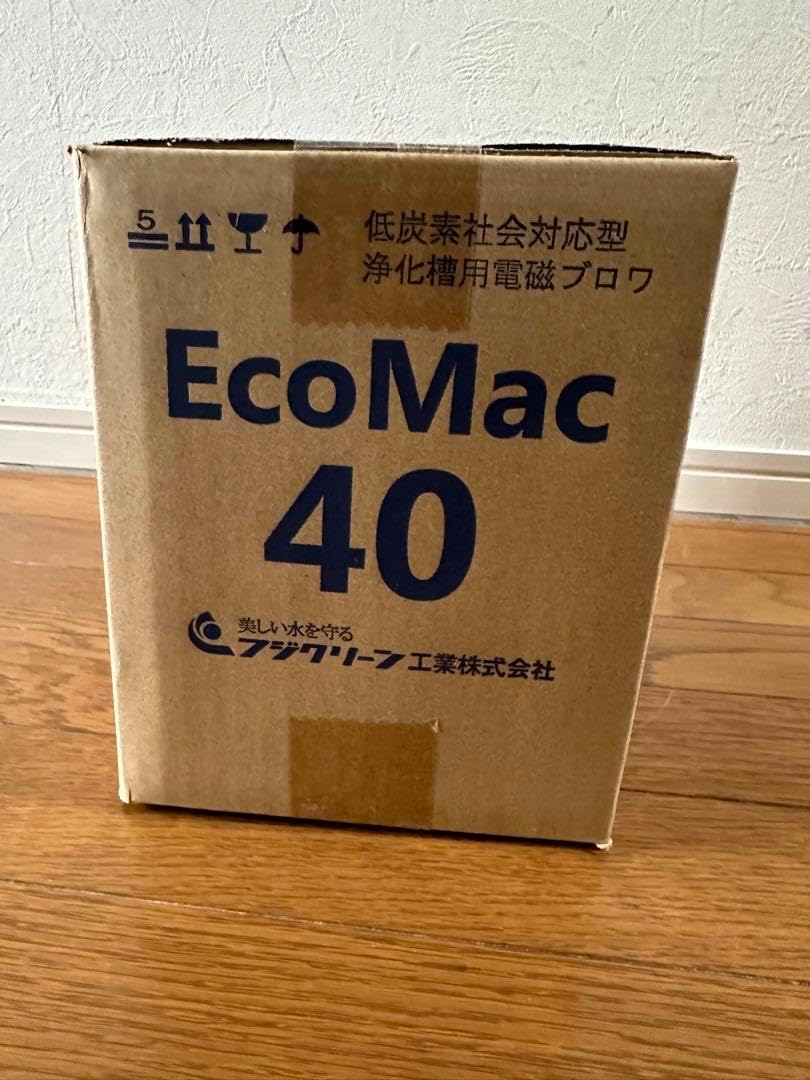 5
低炭素社会対応型
浄化槽用電磁ブロワ
EcoMac
40
美しい水を守る
フジクリーン工業株式会社